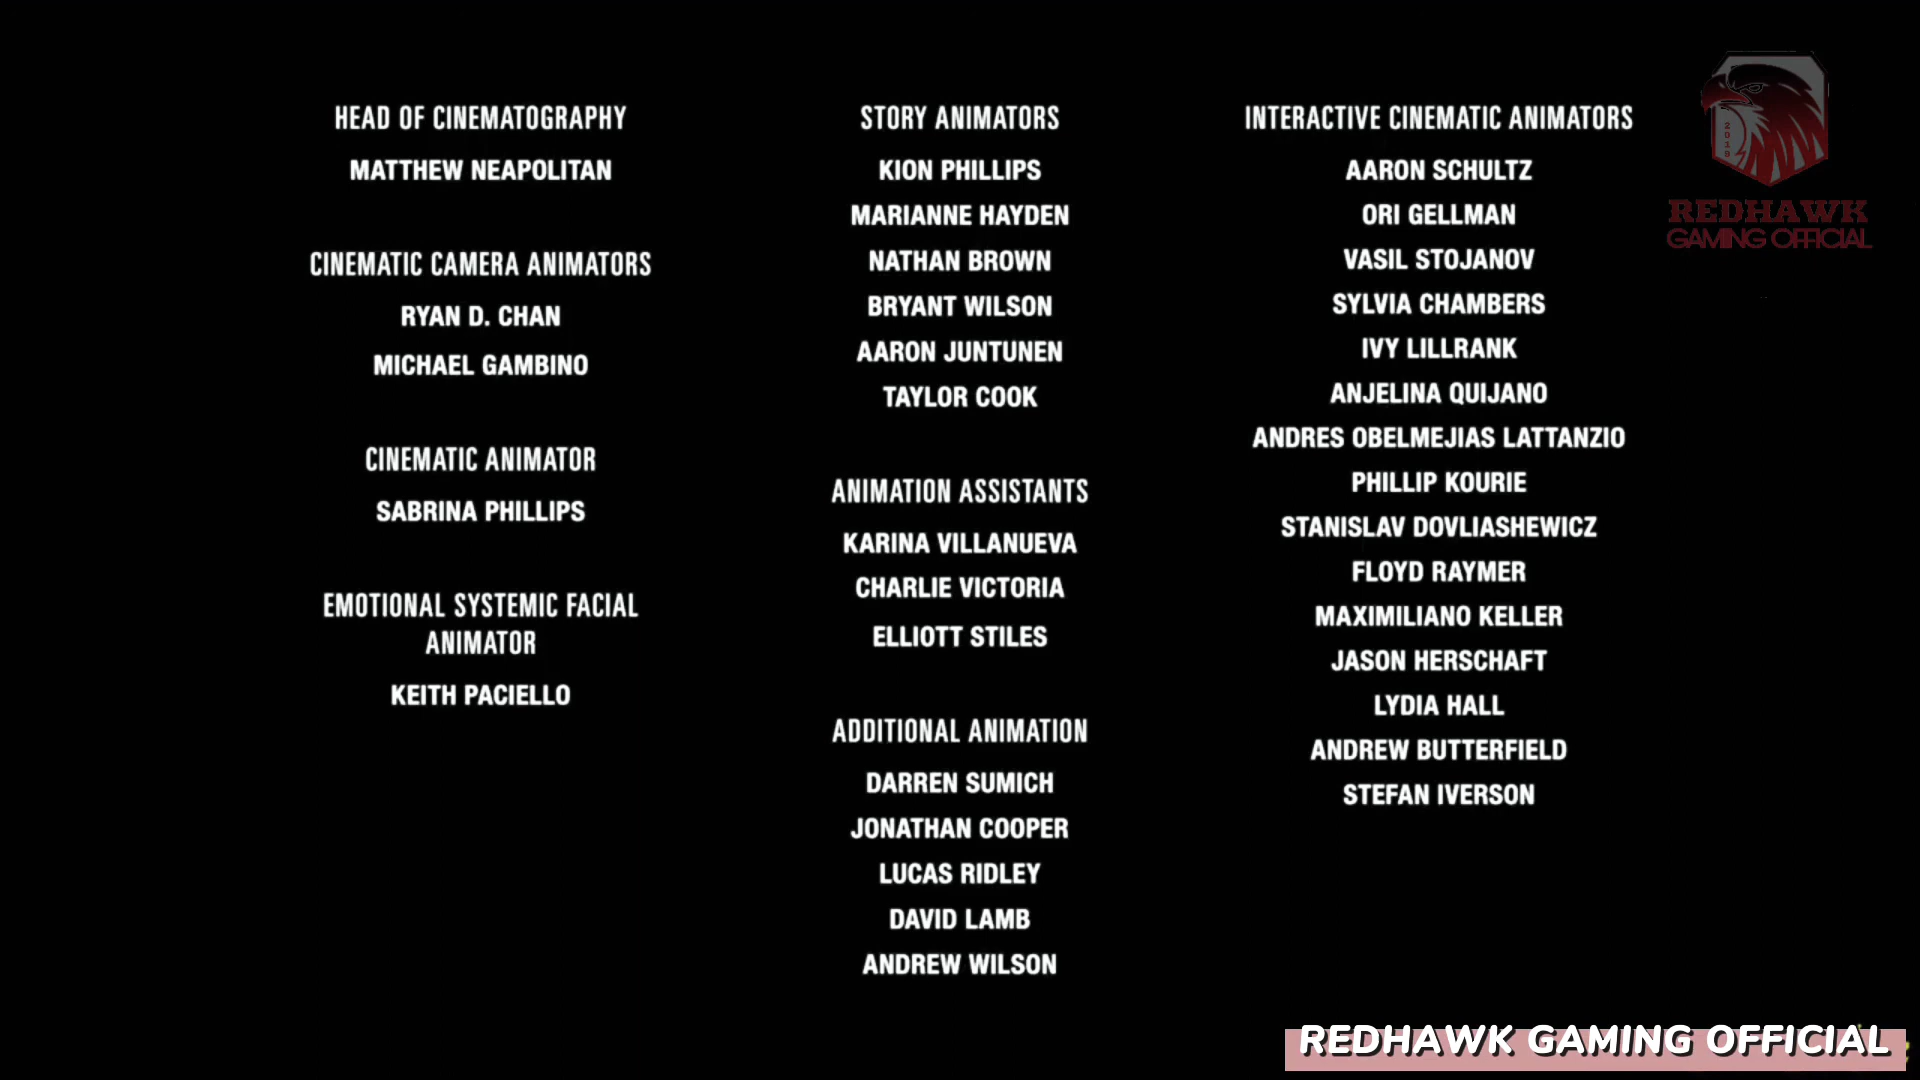 HEAD OF CINEMATOGRAPHY
MATTHEW NEAPOLITAN
CINEMATIC CAMERA ANIMATORS
RYAN D. CHAN
MICHAEL GAMBINO
CINEMATIC ANIMATOR
SABRINA PHILLIPS
EMOTIONAL SYSTEMIC FACIAL
ANIMATOR
KEITH PACIELLO
STORY ANIMATORS
KION PHILLIPS
MARIANNE HAYDEN
NATHAN BROWN
BRYANT WILSON
AARON JUNTUNEN
TAYLOR COOK
ANIMATION ASSISTANTS
KARINA VILLANUEVA
CHARLIE VICTORIA
ELLIOTT STILES
ADDITIONAL ANIMATION
DARREN SUMICH
JONATHAN COOPER
LUCAS RIDLEY
DAVID LAMB
ANDREW WILSON
INTERACTIVE CINEMATIC ANIMATORS
AARON SCHULTZ
ORI GELLMAN
VASIL STOJANOV
SYLVIA CHAMBERS
IVY LILLRANK
ANJELINA QUIJANO
ANDRES OBELMEJIAS LATTANZIO
PHILLIP KOURIE
STANISLAV DOVLIASHEWICZ
FLOYD RAYMER
MAXIMILIANO KELLER
JASON HERSCHAFT
LYDIA HALL
ANDREW BUTTERFIELD
STEFAN IVERSON
2019
REDHAWK
GAMING OFFICIAL
REDHAWK GAMING OFFICIAL